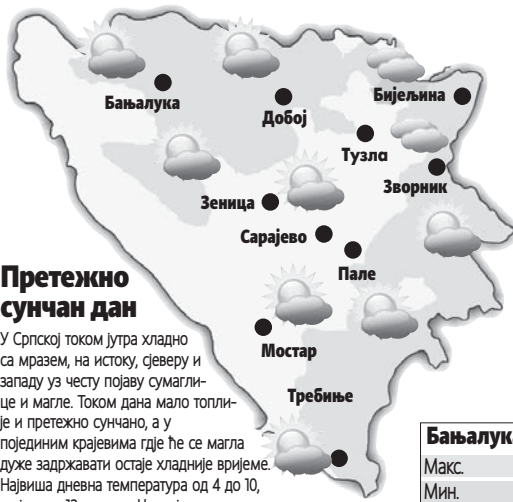 Бањалука
Добој
Бијељина
Тузла
Зворник
Зеница
Сарајево
Пале
Мостар
Требиње
Претежно
сунчан дан
У Српској током јутра хладно
са мразем, на истоку, сјеверу и
западу уз честу појаву сумагли-
це и магле. Током дана мало топли-
је и претежно сунчано, а у
појединим крајевима гдје ће се магла
дуже задржавати остаје хладније вријеме.
Највиша дневна температура од 4 до 10,
Бањалука
Макс.
Мин.